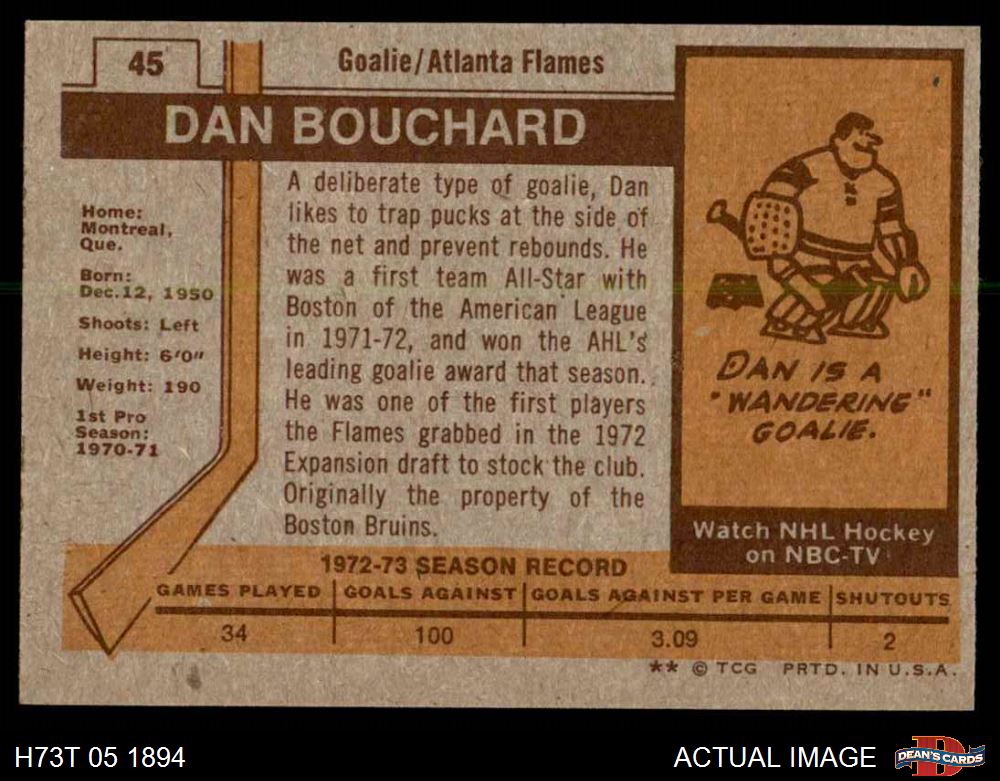 45
Goalie/Atlanta Flames
DAN BOUCHARD
Home:
Montreal,
Que.
Born:
Dec.12, 1950
Shoots: Left
Height: 6'0"
Weight: 190
1st Pro
Season:
1970-71
A deliberate type of goalie, Dan
likes to trap pucks at the side of
the net and prevent rebounds. He
was a first team All-Star with
Boston of the American League
in 1971-72, and won the AHL's
leading goalie award that season.
He was one of the first players
the Flames grabbed in the 1972
Expansion draft to stock the club.
Originally the property of the
Boston Bruins.
DAN IS A
"WANDERING"
GOALIE.
Watch NHL Hockey
on NBC-TV
1972-73 SEASON RECORD
GAMES PLAYED GOALS AGAINST GOALS AGAINST PER GAME SHUTOUTS
34 100 3.09 2
** © TCG PRTD. IN U.S.A.
H73T 05 1894
ACTUAL IMAGE
D
DEAN'S CARDS